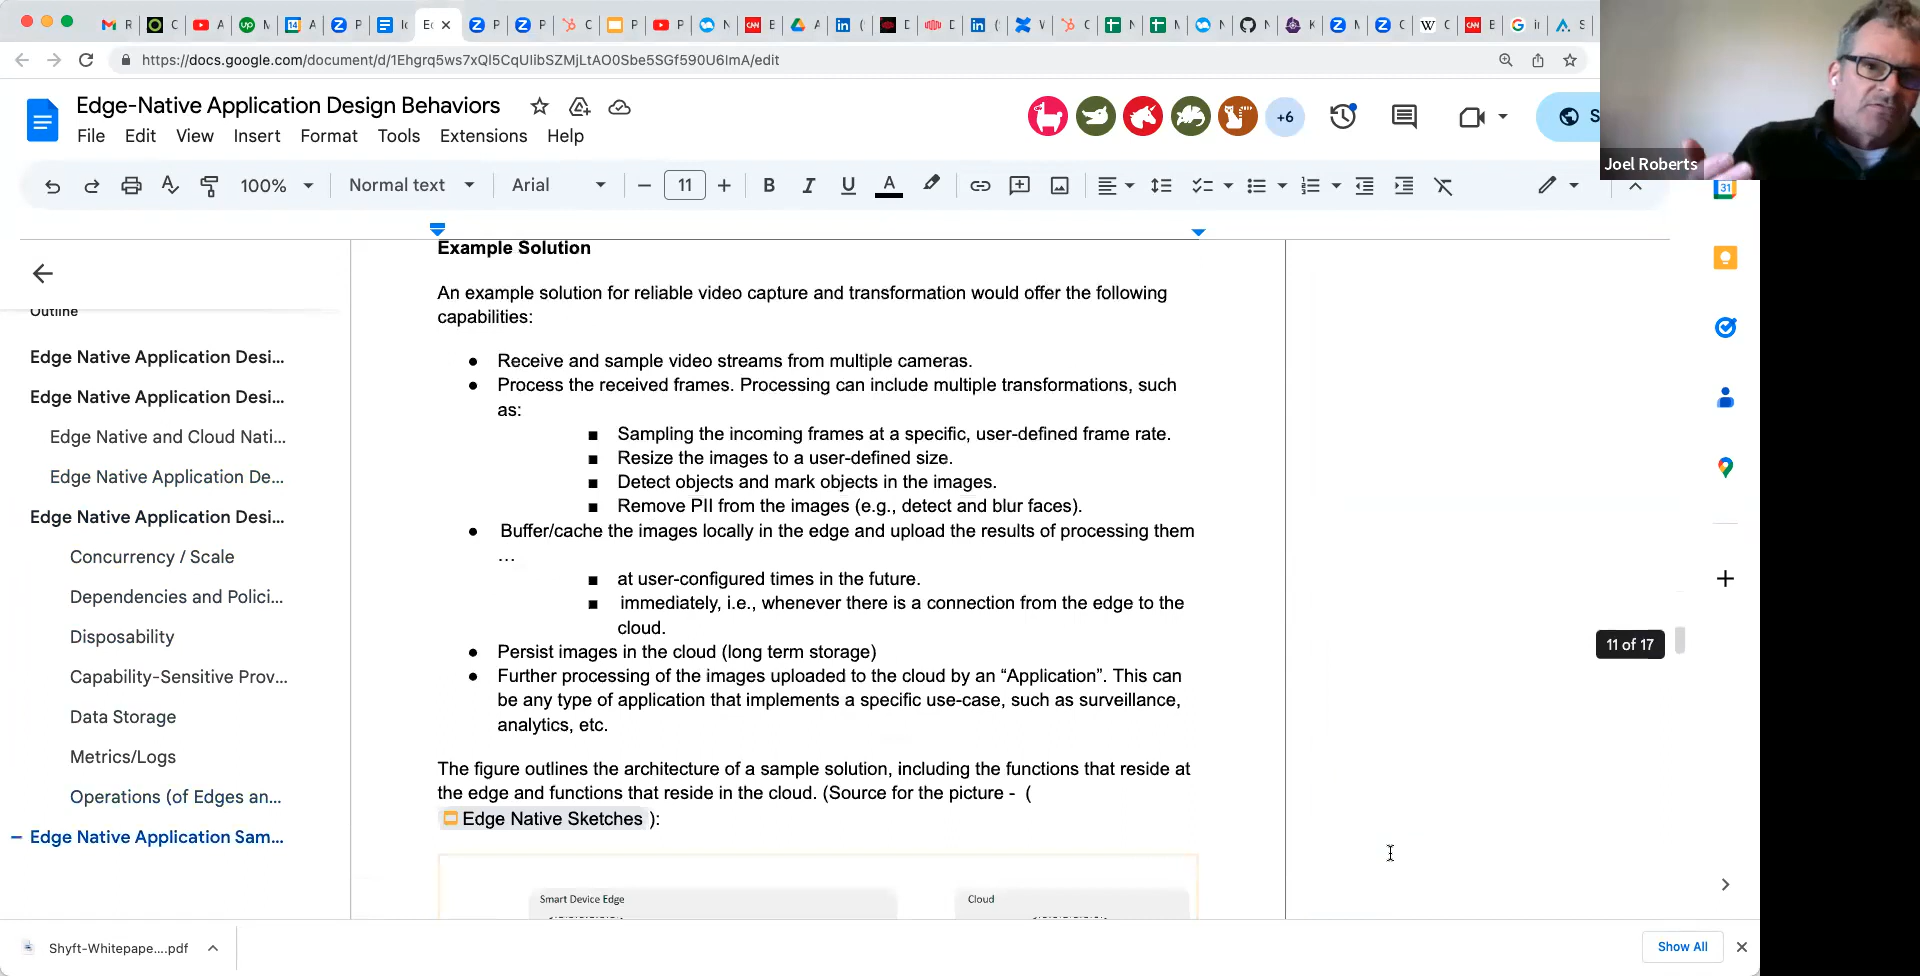 https://docs.google.com/document/d/1Ehgrq5ws7xQl5CqUlibSZMjLtAO0Sbe5SGf590U6lmA/edit
Edge-Native Application Design Behaviors
+6
S
Joel Roberts
File Edit View Insert Format Tools Extensions Help
100% Normal text Arial 11 B I U A
31
Example Solution
Outline
Edge Native Application Desi...
Edge Native Application Desi...
Edge Native and Cloud Nati...
Edge Native Application De...
Edge Native Application Desi...
Concurrency / Scale
Dependencies and Polici...
Disposability
Capability-Sensitive Prov...
Data Storage
Metrics/Logs
Operations (of Edges an...
Edge Native Application Sam...
An example solution for reliable video capture and transformation would offer the following
capabilities:
● Receive and sample video streams from multiple cameras.
● Process the received frames. Processing can include multiple transformations, such
as:
■ Sampling the incoming frames at a specific, user-defined frame rate.
■ Resize the images to a user-defined size.
■ Detect objects and mark objects in the images.
■ Remove PII from the images (e.g., detect and blur faces).
● Buffer/cache the images locally in the edge and upload the results of processing them
…
■ at user-configured times in the future.
■ immediately, i.e., whenever there is a connection from the edge to the
cloud.
● Persist images in the cloud (long term storage)
● Further processing of the images uploaded to the cloud by an “Application”. This can
be any type of application that implements a specific use-case, such as surveillance,
analytics, etc.
The figure outlines the architecture of a sample solution, including the functions that reside at
the edge and functions that reside in the cloud. (Source for the picture - (
Edge Native Sketches ):
Smart Device Edge
Cloud
11 of 17
Shyft-Whitepape....pdf
Show All